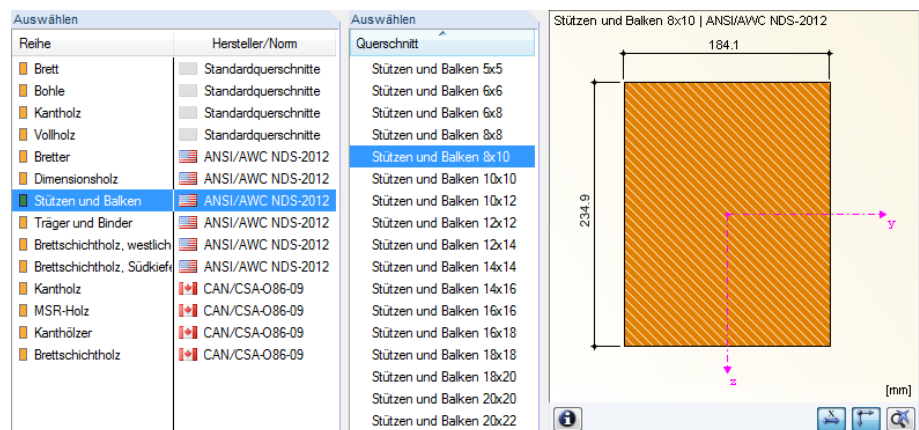 Auswählen
Reihe Hersteller/Norm
Brett Standardquerschnitte
Bohle Standardquerschnitte
Kantholz Standardquerschnitte
Vollholz Standardquerschnitte
Bretter ANSI/AWC NDS-2012
Dimensionsholz ANSI/AWC NDS-2012
Stützen und Balken ANSI/AWC NDS-2012
Träger und Binder ANSI/AWC NDS-2012
Brettschichtholz, westlich ANSI/AWC NDS-2012
Brettschichtholz, Südkiefe ANSI/AWC NDS-2012
Kantholz CAN/CSA-O86-09
MSR-Holz CAN/CSA-O86-09
Kanthölzer CAN/CSA-O86-09
Brettschichtholz CAN/CSA-O86-09
Auswählen
Querschnitt
Stützen und Balken 5x5
Stützen und Balken 6x6
Stützen und Balken 6x8
Stützen und Balken 8x8
Stützen und Balken 8x10
Stützen und Balken 10x10
Stützen und Balken 10x12
Stützen und Balken 12x12
Stützen und Balken 12x14
Stützen und Balken 14x14
Stützen und Balken 14x16
Stützen und Balken 16x16
Stützen und Balken 16x18
Stützen und Balken 18x18
Stützen und Balken 18x20
Stützen und Balken 20x20
Stützen und Balken 20x22
Stützen und Balken 8x10 | ANSI/AWC NDS-2012
184.1
234.9
y
z
[mm]
X